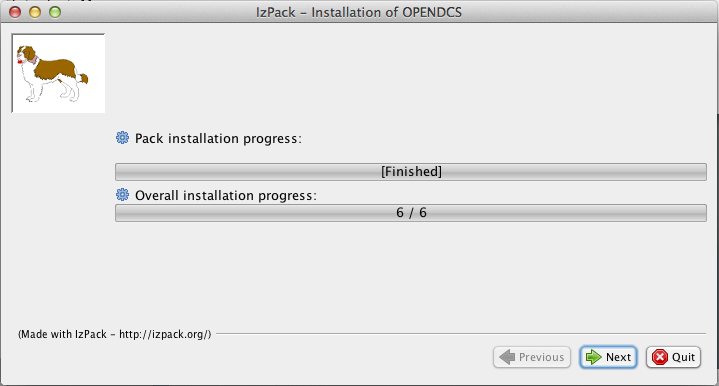 IzPack - Installation of OPENDCS
Pack installation progress:
[Finished]
Overall installation progress:
6 / 6
(Made with IzPack - http://izpack.org/)
Previous
Next
Quit